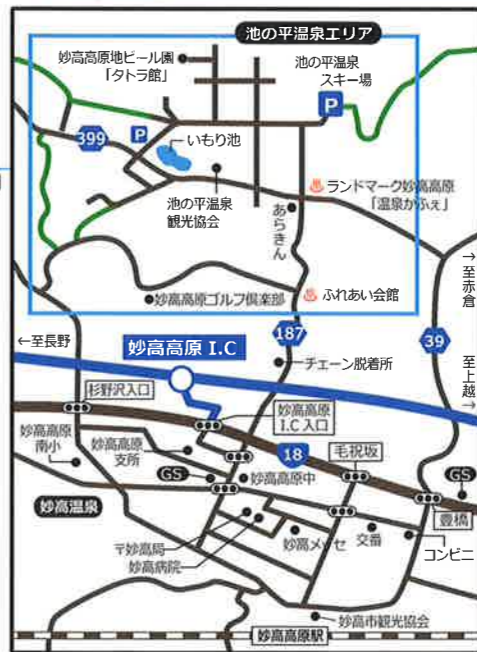 池の平温泉エリア
妙高高原地ビール園
「タトラ館」
池の平温泉
スキー場
P
P
399
いもり池
池の平温泉
観光協会
あらきん
ランドマーク妙高高原
「温泉かふぇ」
妙高高原ゴルフ倶楽部
ふれあい会館
→至赤倉
←至長野
妙高高原 I.C
187
39
チェーン脱着所
至上越→
杉野沢入口
妙高高原
I.C 入口
18
妙高高原
南小
妙高高原
支所
毛祝坂
GS
妙高高原中
GS
妙高温泉
豊橋
〒妙高局
妙高病院
妙高メッセ
交番
コンビニ
妙高市観光協会
妙高高原駅